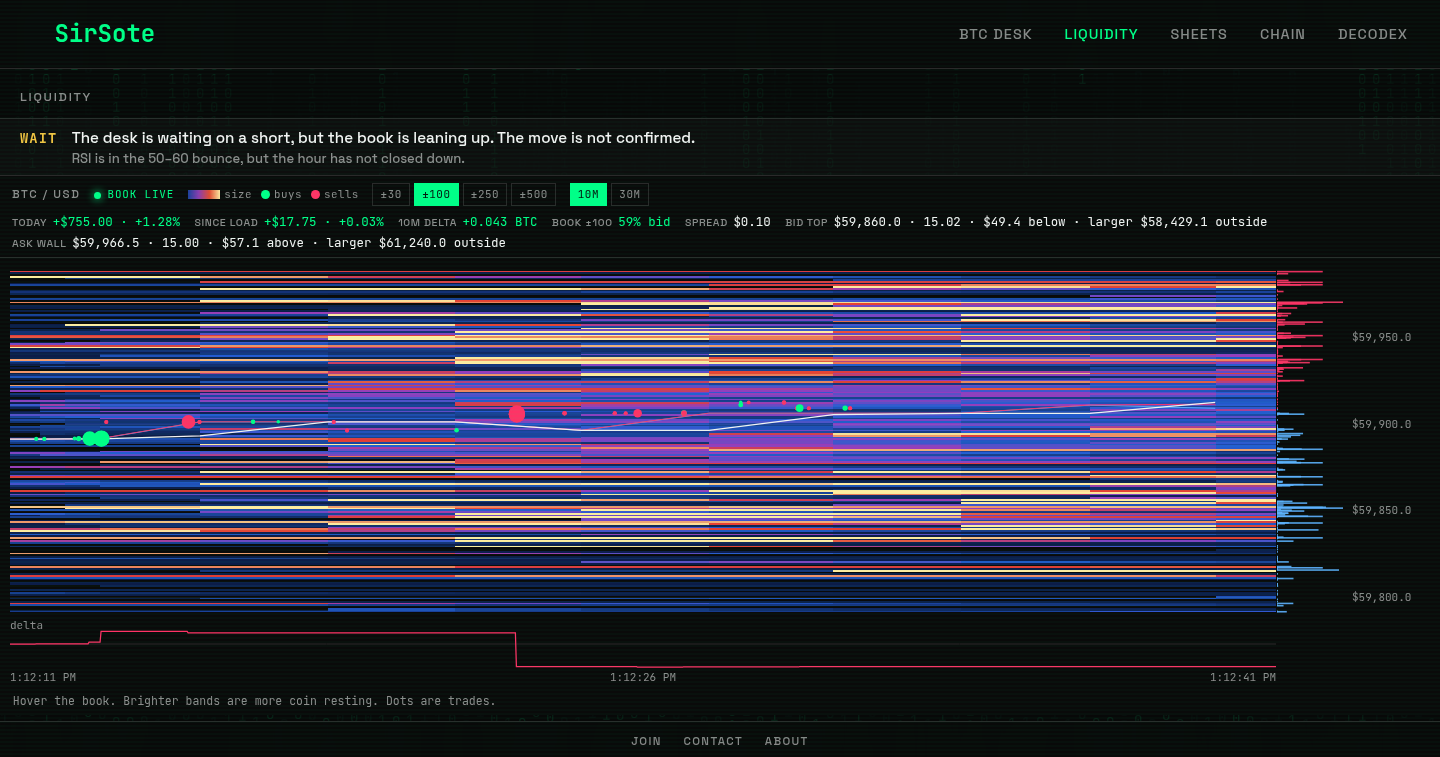 SirSote
BTC DESK LIQUIDITY SHEETS CHAIN DECODEX
LIQUIDITY
WAIT The desk is waiting on a short, but the book is leaning up. The move is not confirmed.
RSI is in the 50–60 bounce, but the hour has not closed down.
BTC / USD BOOK LIVE size buys sells ±30 ±100 ±250 ±500 10M 30M
TODAY +$755.00 · +1.28% SINCE LOAD +$17.75 · +0.03% 10M DELTA +0.043 BTC BOOK ±100 59% bid SPREAD $0.10 BID TOP $59,860.0 · 15.02 · $49.4 below · larger $58,429.1 outside
ASK WALL $59,966.5 · 15.00 · $57.1 above · larger $61,240.0 outside
$59,950.0
$59,900.0
$59,850.0
$59,800.0
delta
1:12:11 PM 1:12:26 PM 1:12:41 PM
Hover the book. Brighter bands are more coin resting. Dots are trades.
JOIN CONTACT ABOUT